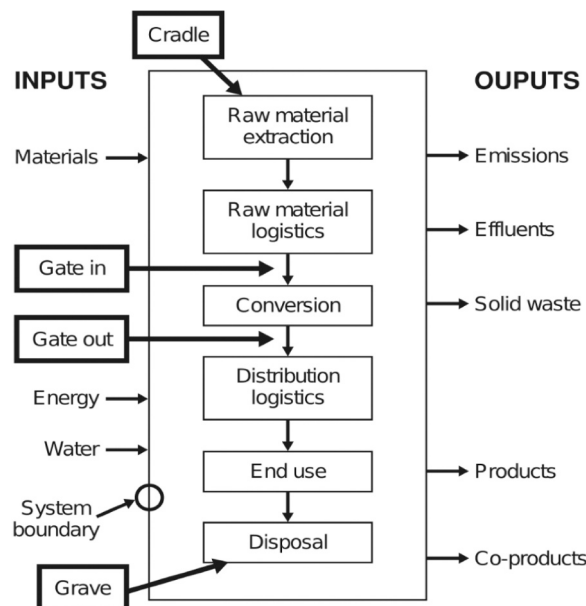 Cradle
INPUTS
OUPUTS
Raw material
extraction
Materials
Emissions
Raw material
logistics
Effluents
Gate in
Conversion
Solid waste
Gate out
Distribution
logistics
Energy
Water
End use
Products
System
boundary
Disposal
Co-products
Grave